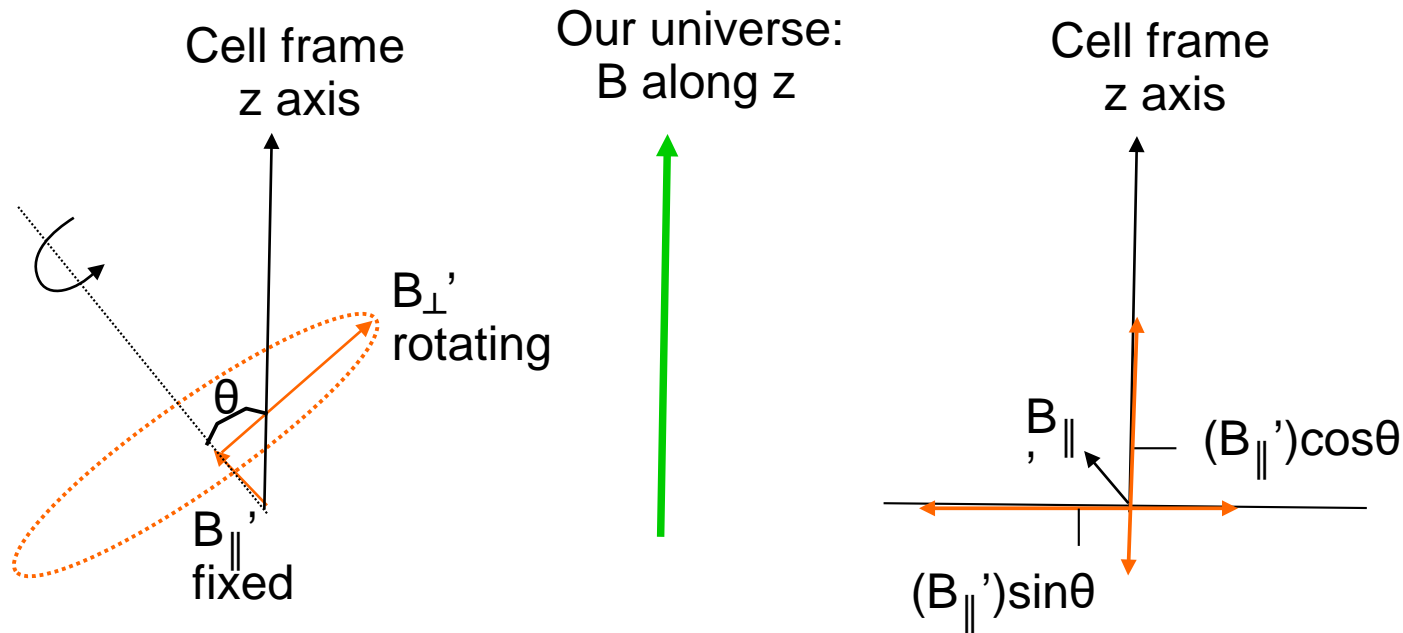 Cell frame
z axis
Our universe:
B along z
Cell frame
z axis
B⊥’
rotating
θ
B∥’
fixed
B∥
’
(B∥’)cosθ
(B∥’)sinθ